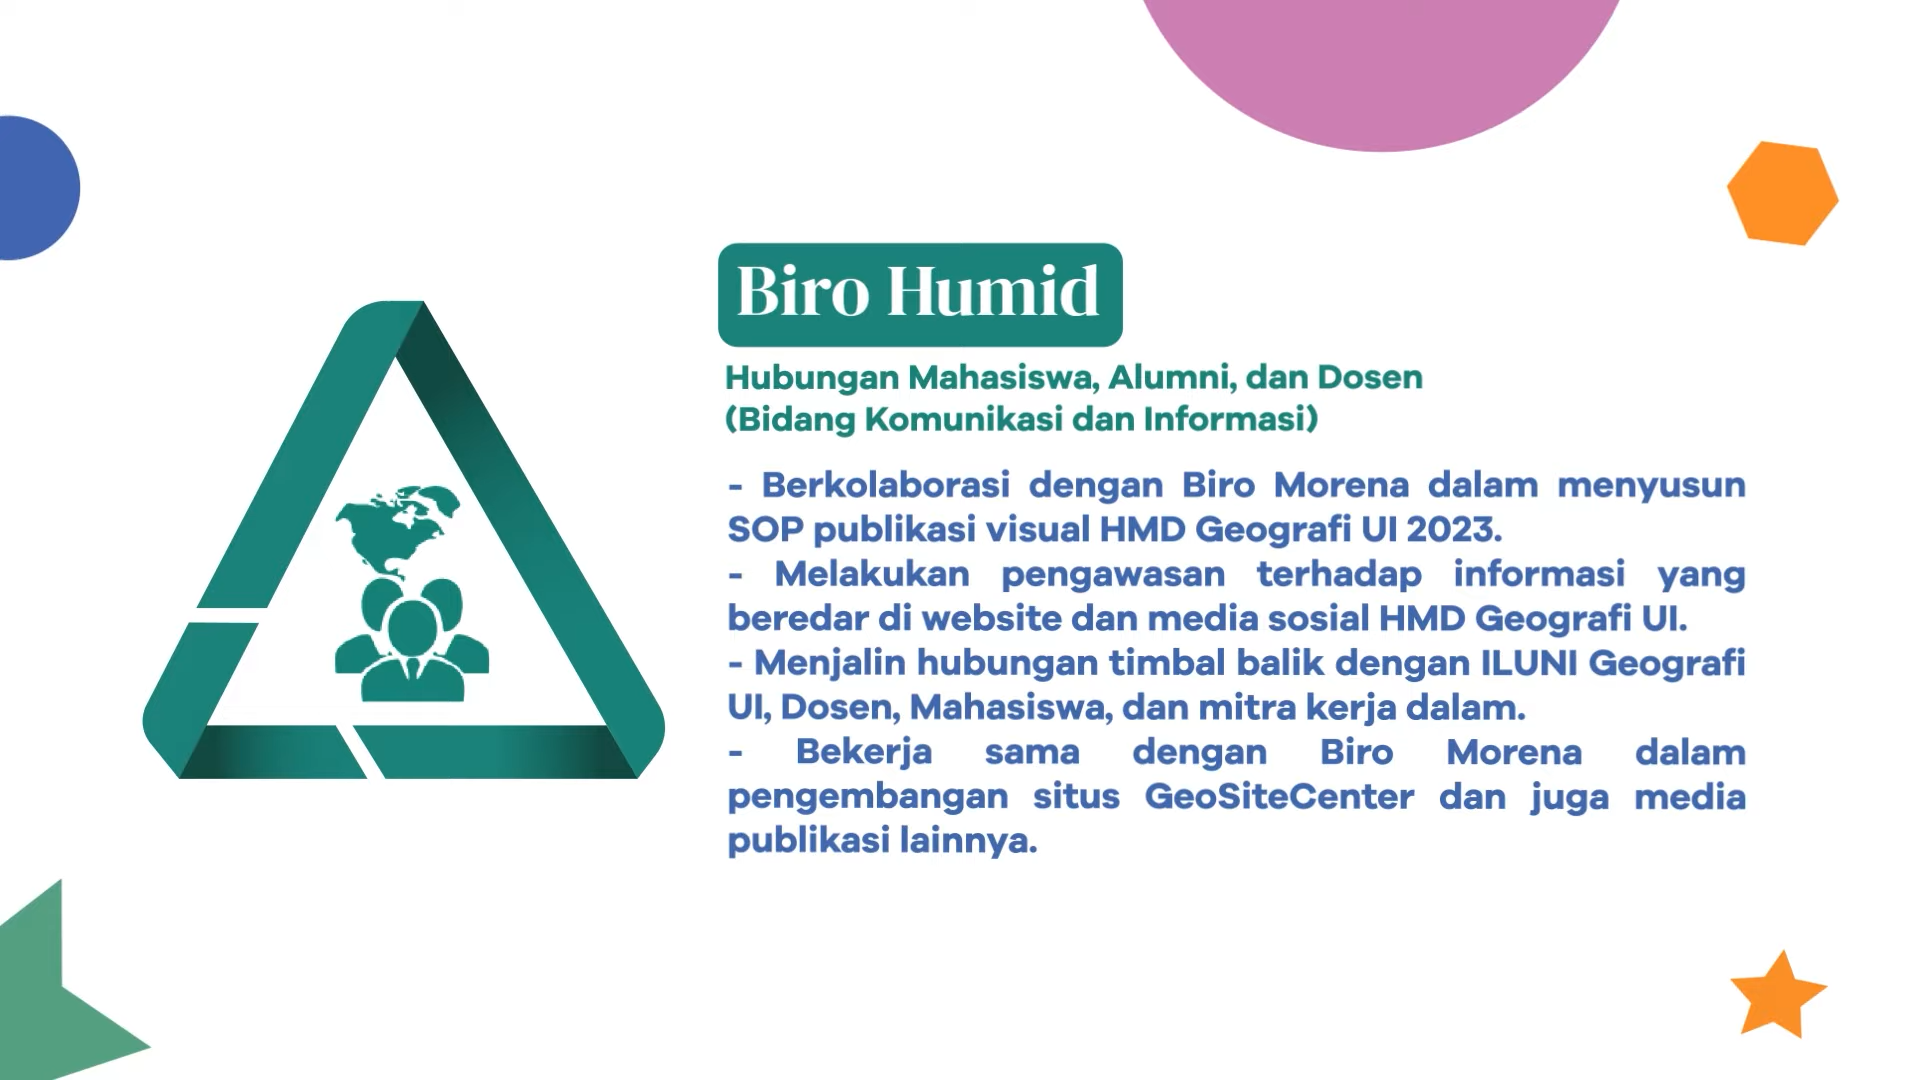 Biro Humid
Hubungan Mahasiswa, Alumni, dan Dosen
(Bidang Komunikasi dan Informasi)
- Berkolaborasi dengan Biro Morena dalam menyusun
SOP publikasi visual HMD Geografi UI 2023.
- Melakukan pengawasan terhadap informasi yang
beredar di website dan media sosial HMD Geografi UI.
- Menjalin hubungan timbal balik dengan ILUNI Geografi
UI, Dosen, Mahasiswa, dan mitra kerja dalam.
- Bekerja sama dengan Biro Morena dalam
pengembangan situs GeoSiteCenter dan juga media
publikasi lainnya.